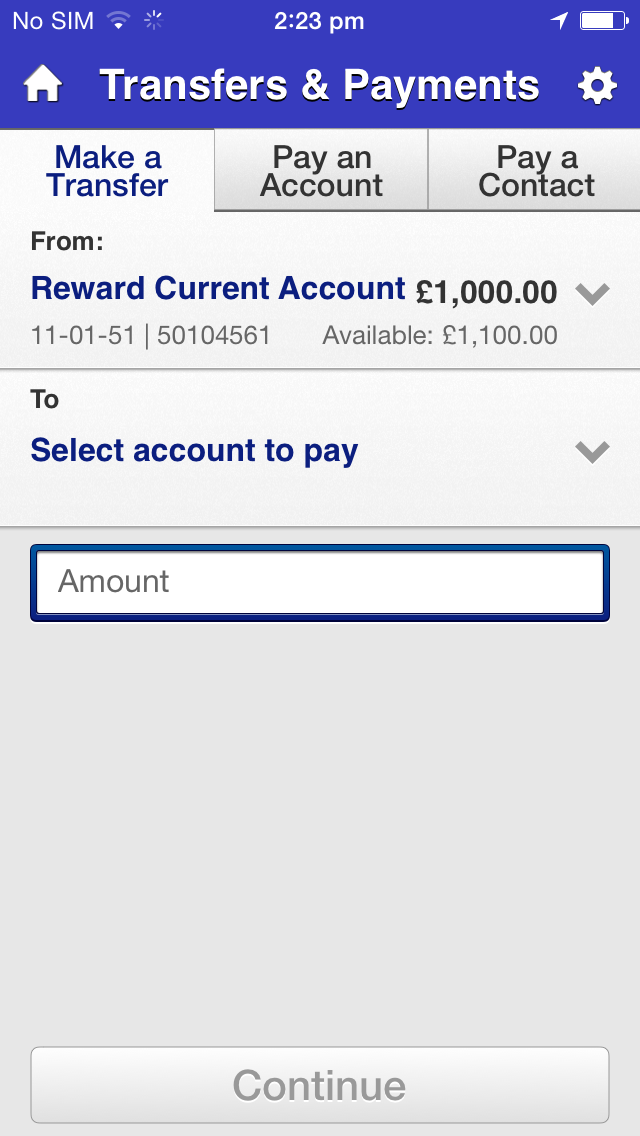 No SIM 2:23 pm
Transfers & Payments
Make a Transfer
Pay an Account
Pay a Contact
From:
Reward Current Account £1,000.00
11-01-51 | 50104561 Available: £1,100.00
To
Select account to pay
Amount
Continue